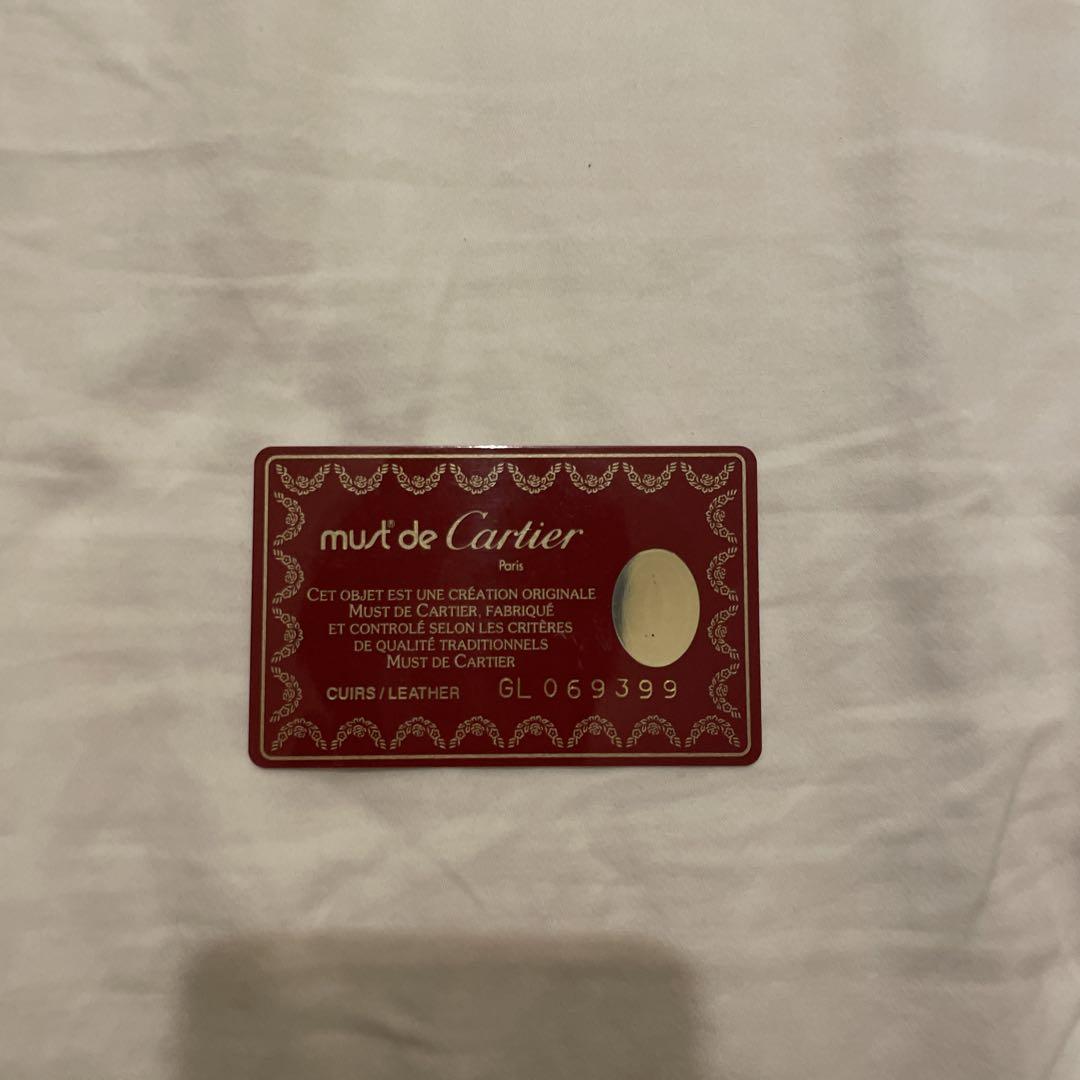 must® de Cartier
Paris
CET OBJET EST UNE CRÉATION ORIGINALE
MUST DE CARTIER, FABRIQUÉ
ET CONTROLÉ SELON LES CRITÈRES
DE QUALITÉ TRADITIONNELS
MUST DE CARTIER
CUIRS / LEATHER GL 069399